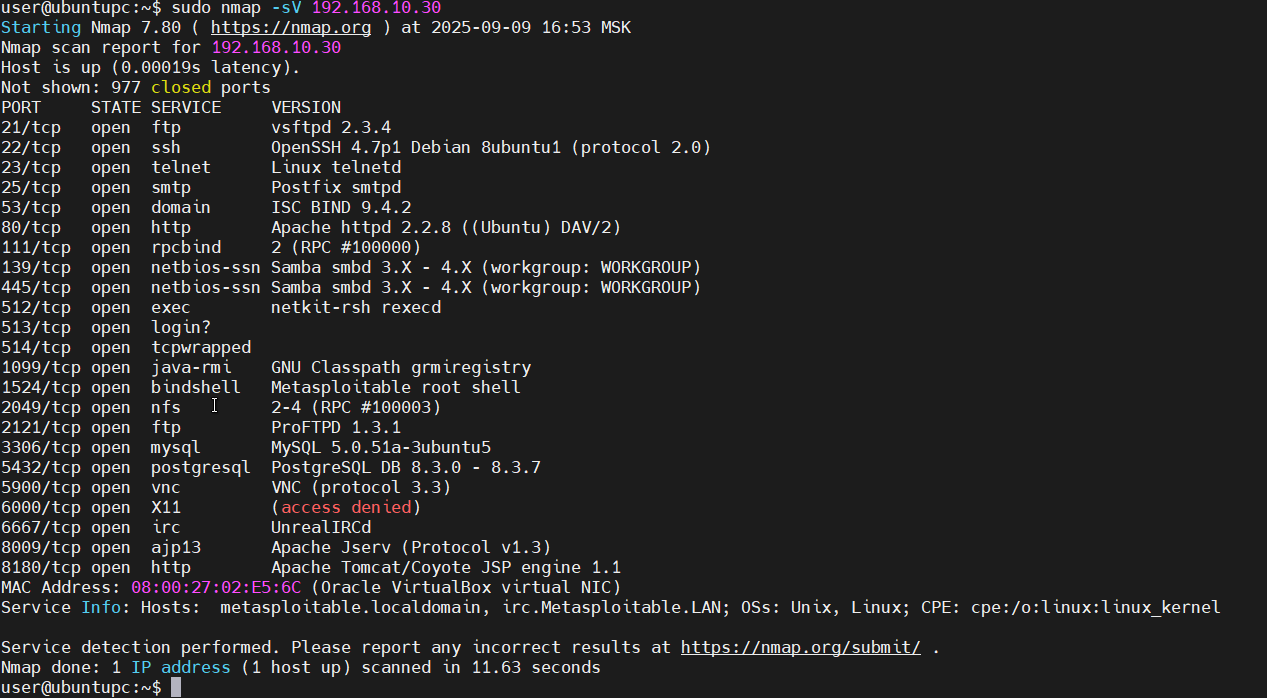 user@ubuntupc:~$ sudo nmap -sV 192.168.10.30
Starting Nmap 7.80 ( https://nmap.org ) at 2025-09-09 16:53 MSK
Nmap scan report for 192.168.10.30
Host is up (0.00019s latency).
Not shown: 977 closed ports
PORT     STATE SERVICE     VERSION
21/tcp   open  ftp         vsftpd 2.3.4
22/tcp   open  ssh         OpenSSH 4.7p1 Debian 8ubuntu1 (protocol 2.0)
23/tcp   open  telnet      Linux telnetd
25/tcp   open  smtp        Postfix smtpd
53/tcp   open  domain      ISC BIND 9.4.2
80/tcp   open  http        Apache httpd 2.2.8 ((Ubuntu) DAV/2)
111/tcp  open  rpcbind     2 (RPC #100000)
139/tcp  open  netbios-ssn Samba smbd 3.X - 4.X (workgroup: WORKGROUP)
445/tcp  open  netbios-ssn Samba smbd 3.X - 4.X (workgroup: WORKGROUP)
512/tcp  open  exec        netkit-rsh rexecd
513/tcp  open  login?
514/tcp  open  tcpwrapped
1099/tcp open  java-rmi    GNU Classpath grmiregistry
1524/tcp open  bindshell   Metasploitable root shell
2049/tcp open  nfs         2-4 (RPC #100003)
2121/tcp open  ftp         ProFTPD 1.3.1
3306/tcp open  mysql       MySQL 5.0.51a-3ubuntu5
5432/tcp open  postgresql  PostgreSQL DB 8.3.0 - 8.3.7
5900/tcp open  vnc         VNC (protocol 3.3)
6000/tcp open  X11         (access denied)
6667/tcp open  irc         UnrealIRCd
8009/tcp open  ajp13       Apache Jserv (Protocol v1.3)
8180/tcp open  http        Apache Tomcat/Coyote JSP engine 1.1
MAC Address: 08:00:27:02:E5:6C (Oracle VirtualBox virtual NIC)
Service Info: Hosts:  metasploitable.localdomain, irc.Metasploitable.LAN; OSs: Unix, Linux; CPE: cpe:/o:linux:linux_kernel
Service detection performed. Please report any incorrect results at https://nmap.org/submit/ .
Nmap done: 1 IP address (1 host up) scanned in 11.63 seconds
user@ubuntupc:~$